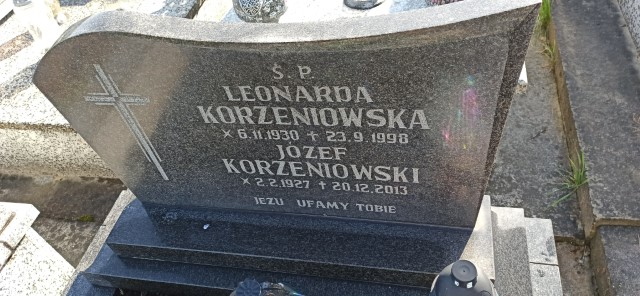 Ś. P.
LEONARDA
KORZENIOWSKA
× 6.11.1930 + 23.9.1998
JÓZEF
KORZENIOWSKI
× 2.2.1927 + 20.12.2013
JEZU UFAMY TOBIE